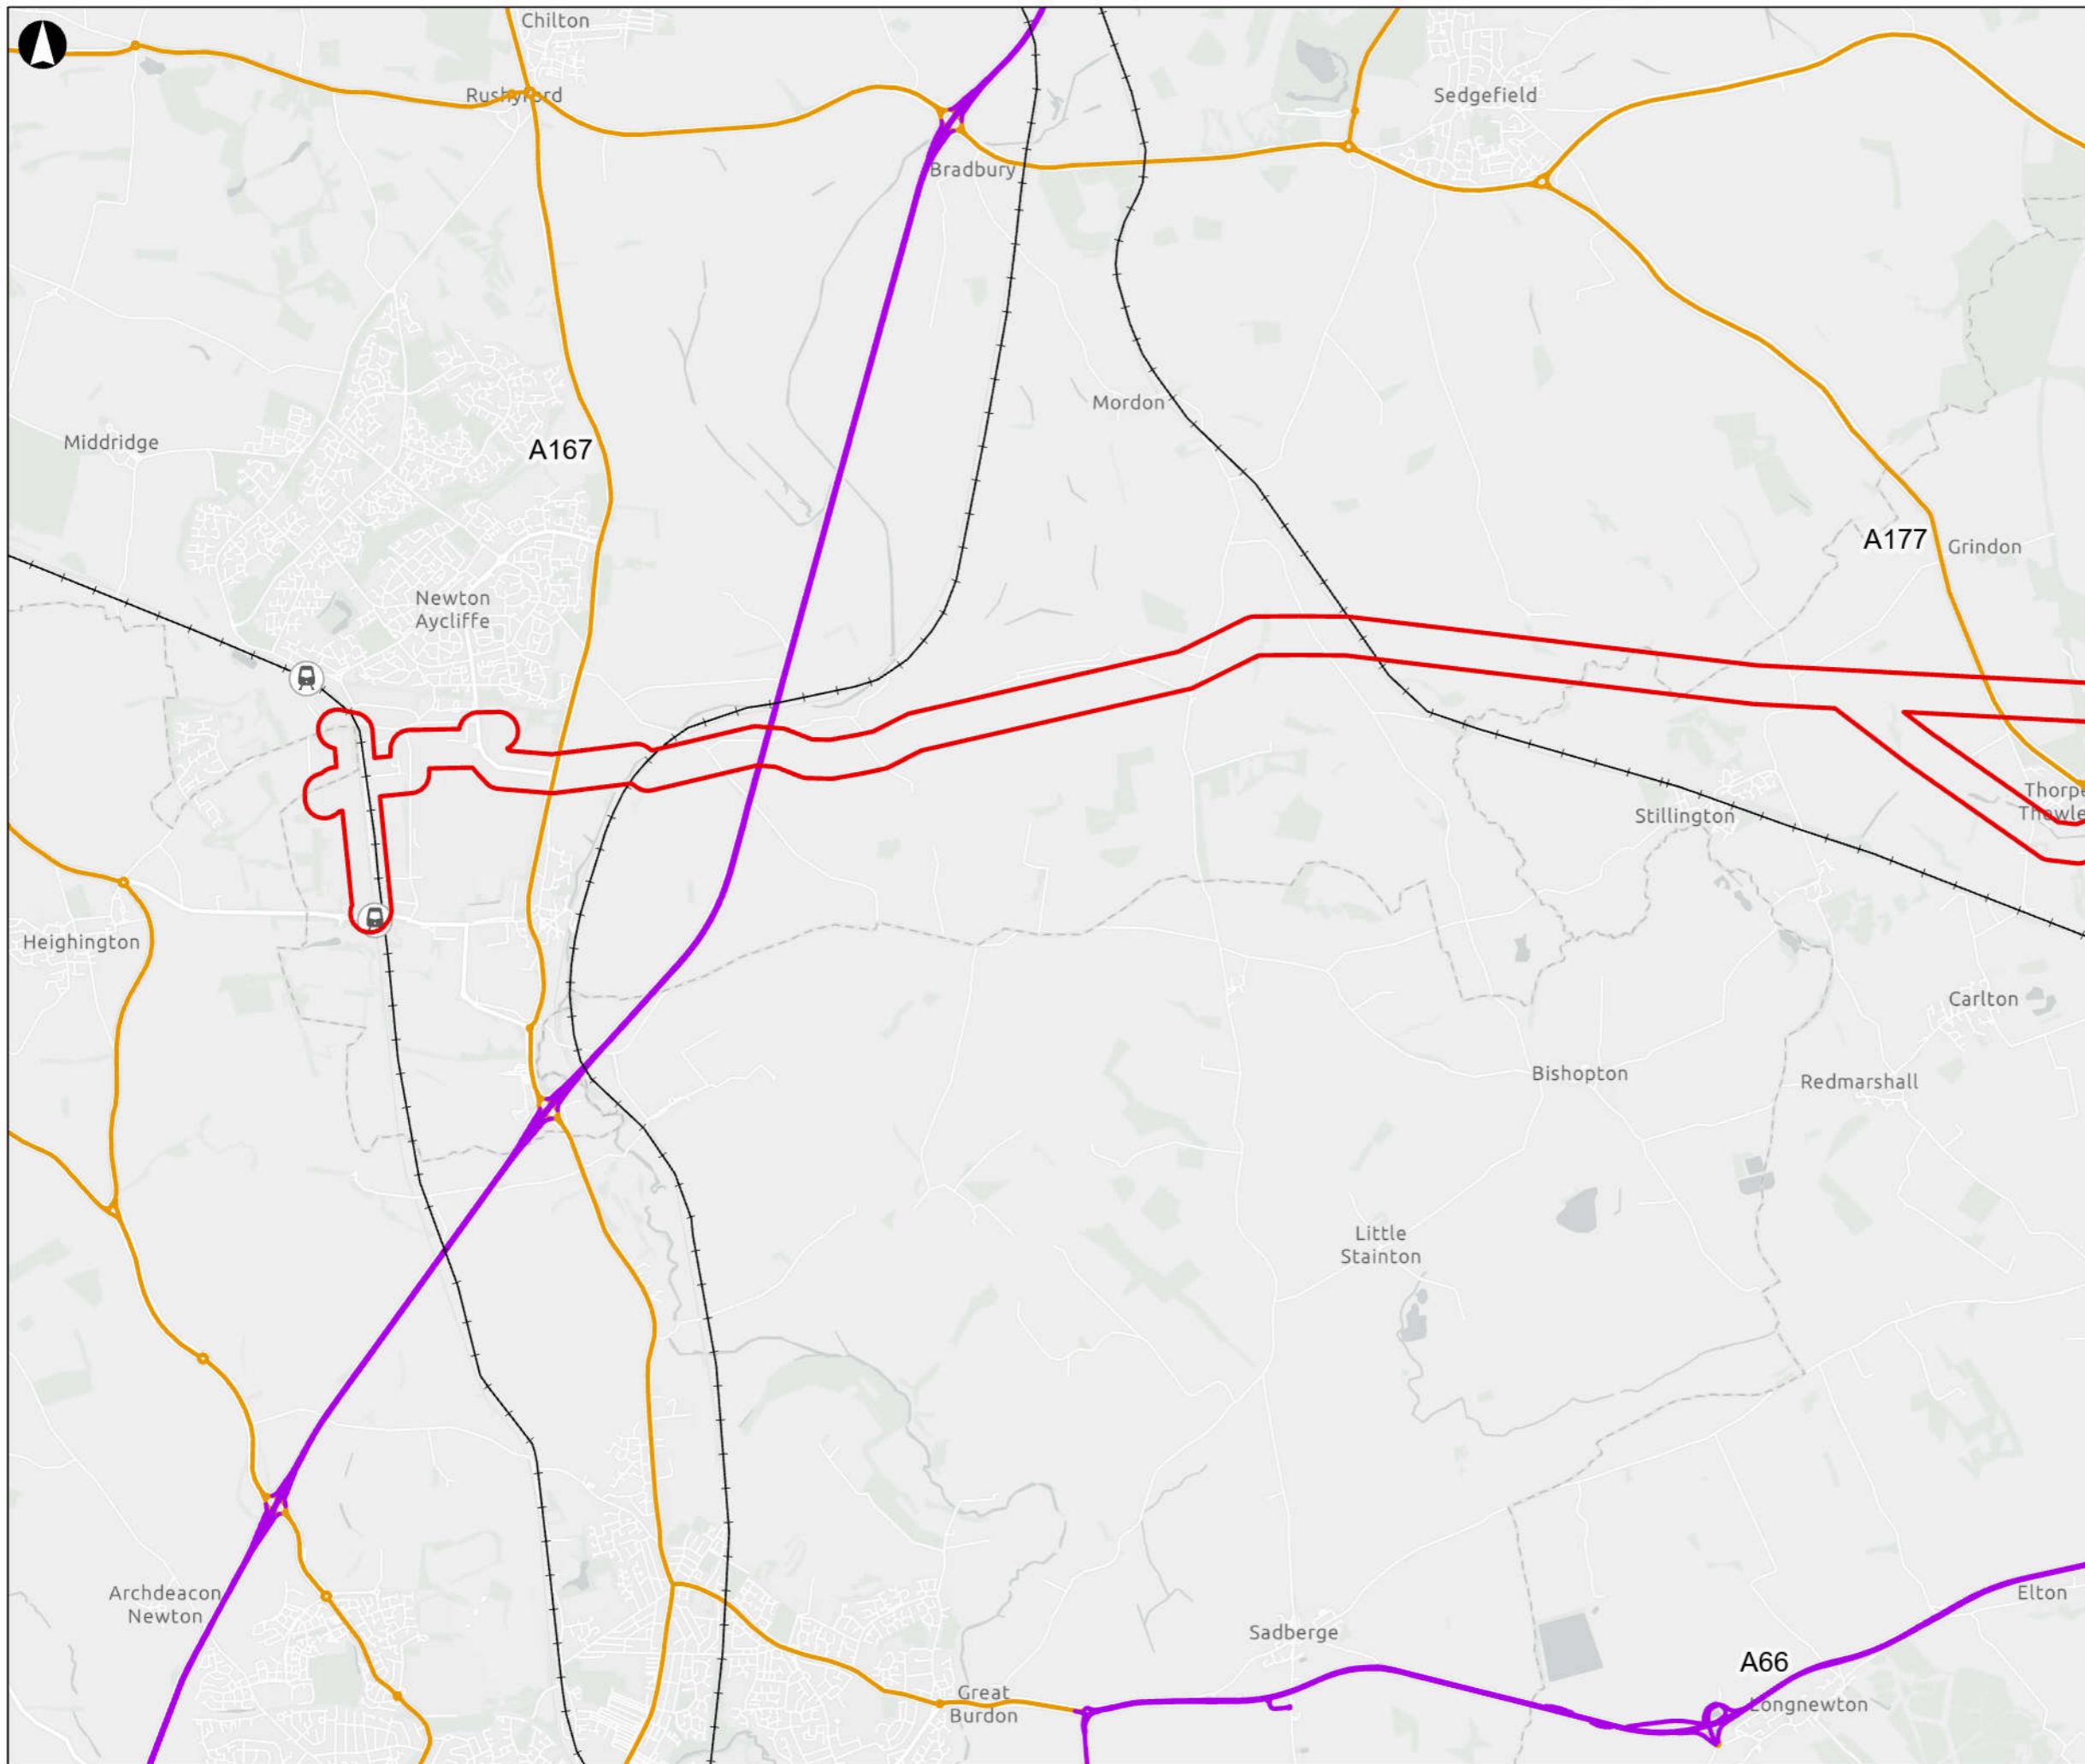 Chilton
Rushyford
Sedgefield
Bradbury
Mordon
Middridge
A167
A177
Grindon
Newton
Aycliffe
Stillington
Heighington
Carlton
Bishopton
Redmarshall
Little
Stainton
Archdeacon
Newton
Elton
Sadberge
A66
Great
Burdon
Longnewton